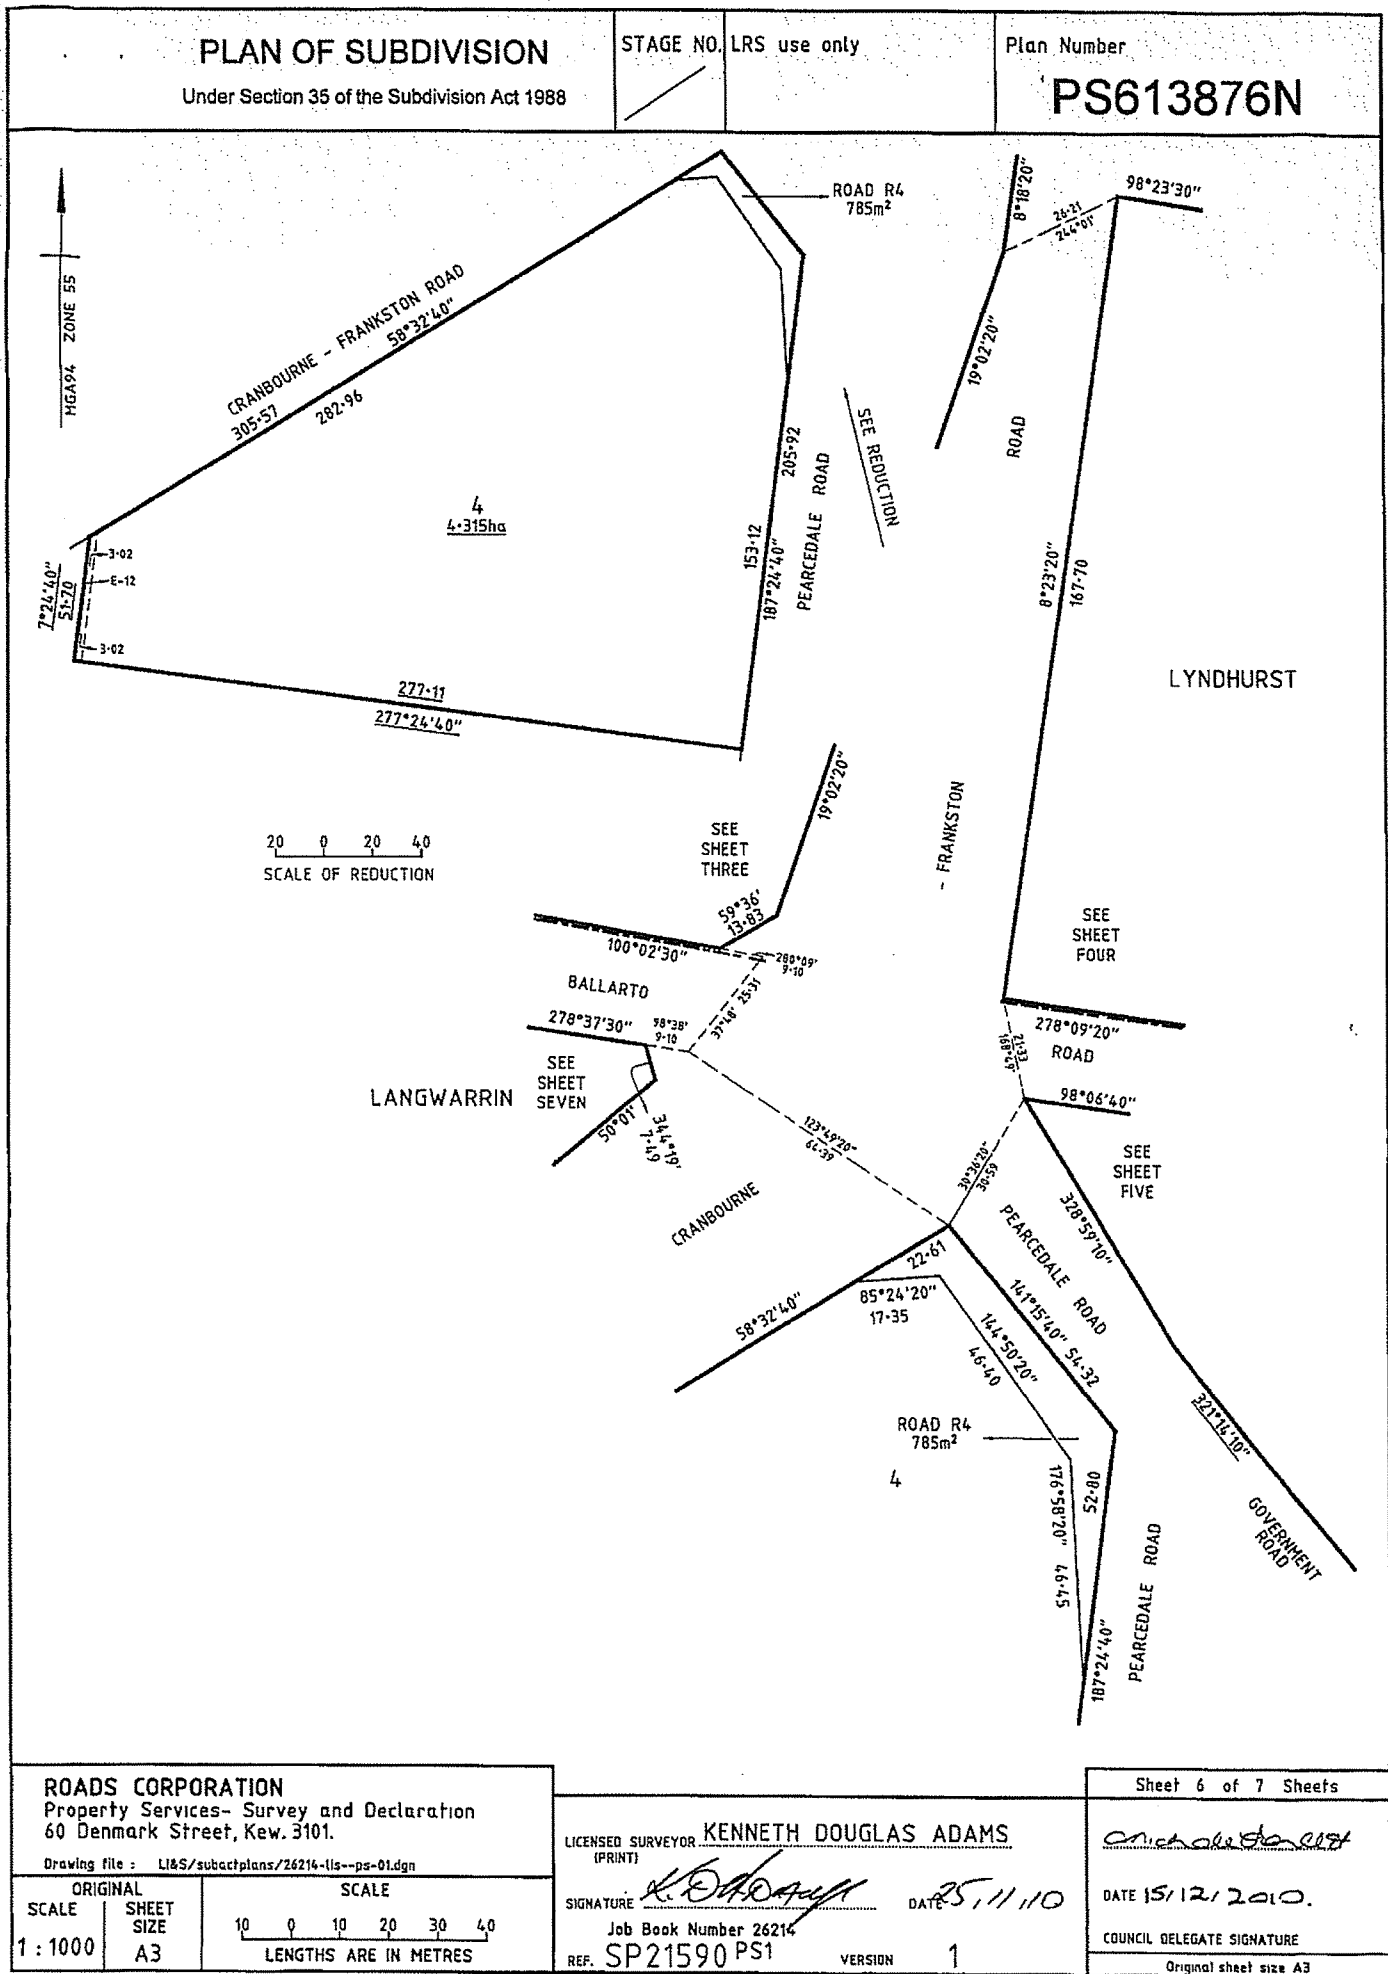 PLAN OF SUBDIVISION
Under Section 35 of the Subdivision Act 1988
STAGE NO.
LRS use only
Plan Number
PS613876N
MGA94 ZONE 55
ROAD R4
785m²
CRANBOURNE - FRANKSTON ROAD
58°32'40"
305·57
282·96
4
4·315ha
3·02
E-12
3·02
7°24'40"
51·70
277·11
277°24'40"
205·92
153·12
187°24'40"
PEARCEDALE ROAD
SEE REDUCTION
8°18'20"
26·21
244°01'
98°23'30"
19°02'20"
ROAD
8°23'20"
167·70
LYNDHURST
20 0 20 40
SCALE OF REDUCTION
SEE
SHEET
THREE
19°02'20"
- FRANKSTON
59°36'
13·83
100°02'30"
280°09'
9·10
BALLARTO
37°48' 25·31
278°37'30"
98°38'
9·10
SEE
SHEET
FOUR
278°09'20"
ROAD
21·33
168°49'
98°06'40"
LANGWARRIN
SEE
SHEET
SEVEN
50°01'
344°19'
7·49
123°49'20"
64·39
30°36'20"
30·59
SEE
SHEET
FIVE
328°59'10"
CRANBOURNE
PEARCEDALE ROAD
22·61
85°24'20"
17·35
58°32'40"
141°15'40" 54·32
144°50'20"
46·40
321°14'10"
ROAD R4
785m²
4
176°58'20" 46·45
52·80
187°24'40"
PEARCEDALE ROAD
GOVERNMENT
ROAD
ROADS CORPORATION
Property Services- Survey and Declaration
60 Denmark Street, Kew. 3101.
Drawing file : L&S/subactplans/26214-lis--ps-01.dgn
ORIGINAL
SCALE
SHEET
SIZE
1 : 1000
A3
SCALE
10 0 10 20 30 40
LENGTHS ARE IN METRES
LICENSED SURVEYOR KENNETH DOUGLAS ADAMS
(PRINT)
SIGNATURE
DATE 25/11/10
Job Book Number 26214
REF. SP21590 PS1
VERSION 1
Sheet 6 of 7 Sheets
DATE 15/12/2010.
COUNCIL DELEGATE SIGNATURE
Original sheet size A3